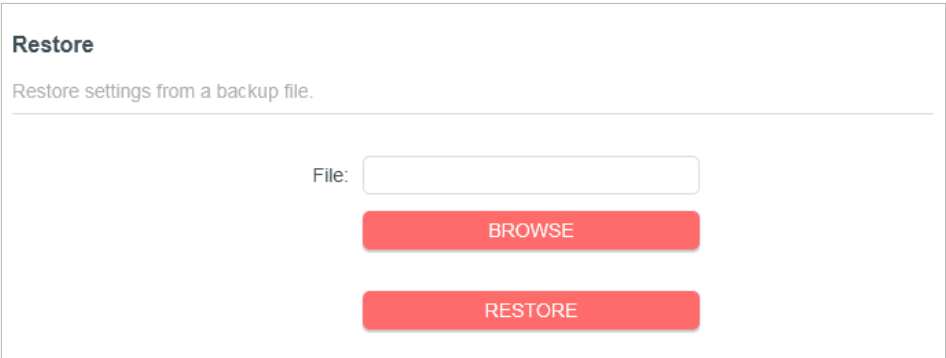 Restore
Restore settings from a backup file.
File:
BROWSE
RESTORE